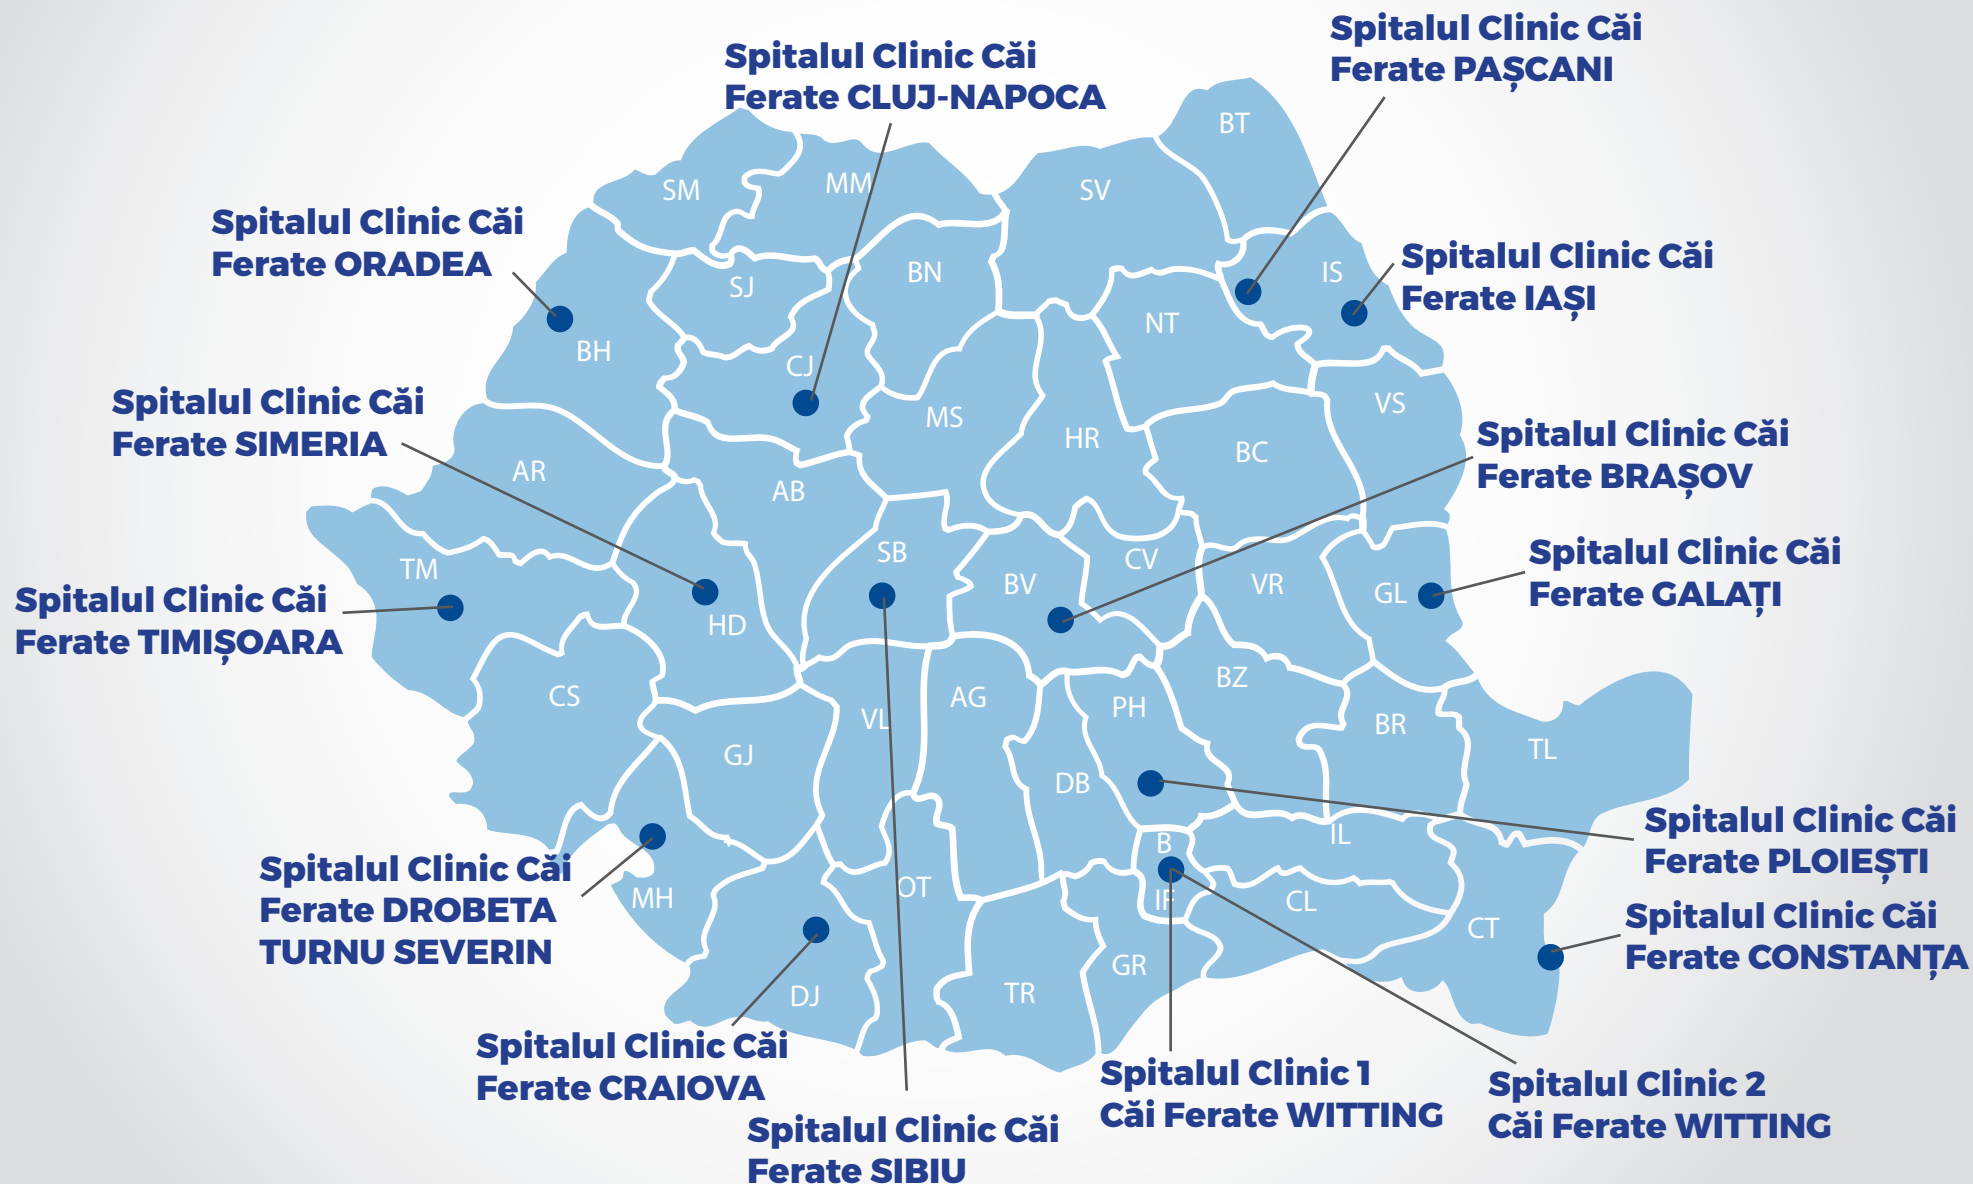 Spitalul Clinic Căi
Ferate PAȘCANI
Spitalul Clinic Căi
Ferate CLUJ-NAPOCA
BT
SM
MM
SV
Spitalul Clinic Căi
Ferate ORADEA
Spitalul Clinic Căi
Ferate IAȘI
SJ
BN
IS
NT
BH
CJ
Spitalul Clinic Căi
Ferate SIMERIA
MS
HR
VS
BC
Spitalul Clinic Căi
Ferate BRAȘOV
AR
AB
SB
CV
Spitalul Clinic Căi
Ferate GALAȚI
TM
BV
VR
GL
Spitalul Clinic Căi
Ferate TIMIȘOARA
HD
CS
AG
BZ
PH
VL
BR
GJ
DB
TL
Spitalul Clinic Căi
Ferate PLOIEȘTI
B
IL
Spitalul Clinic Căi
Ferate DROBETA
TURNU SEVERIN
MH
OT
IF
CL
CT
Spitalul Clinic Căi
Ferate CONSTANȚA
GR
DJ
TR
Spitalul Clinic Căi
Ferate CRAIOVA
Spitalul Clinic 1
Căi Ferate WITTING
Spitalul Clinic 2
Căi Ferate WITTING
Spitalul Clinic Căi
Ferate SIBIU